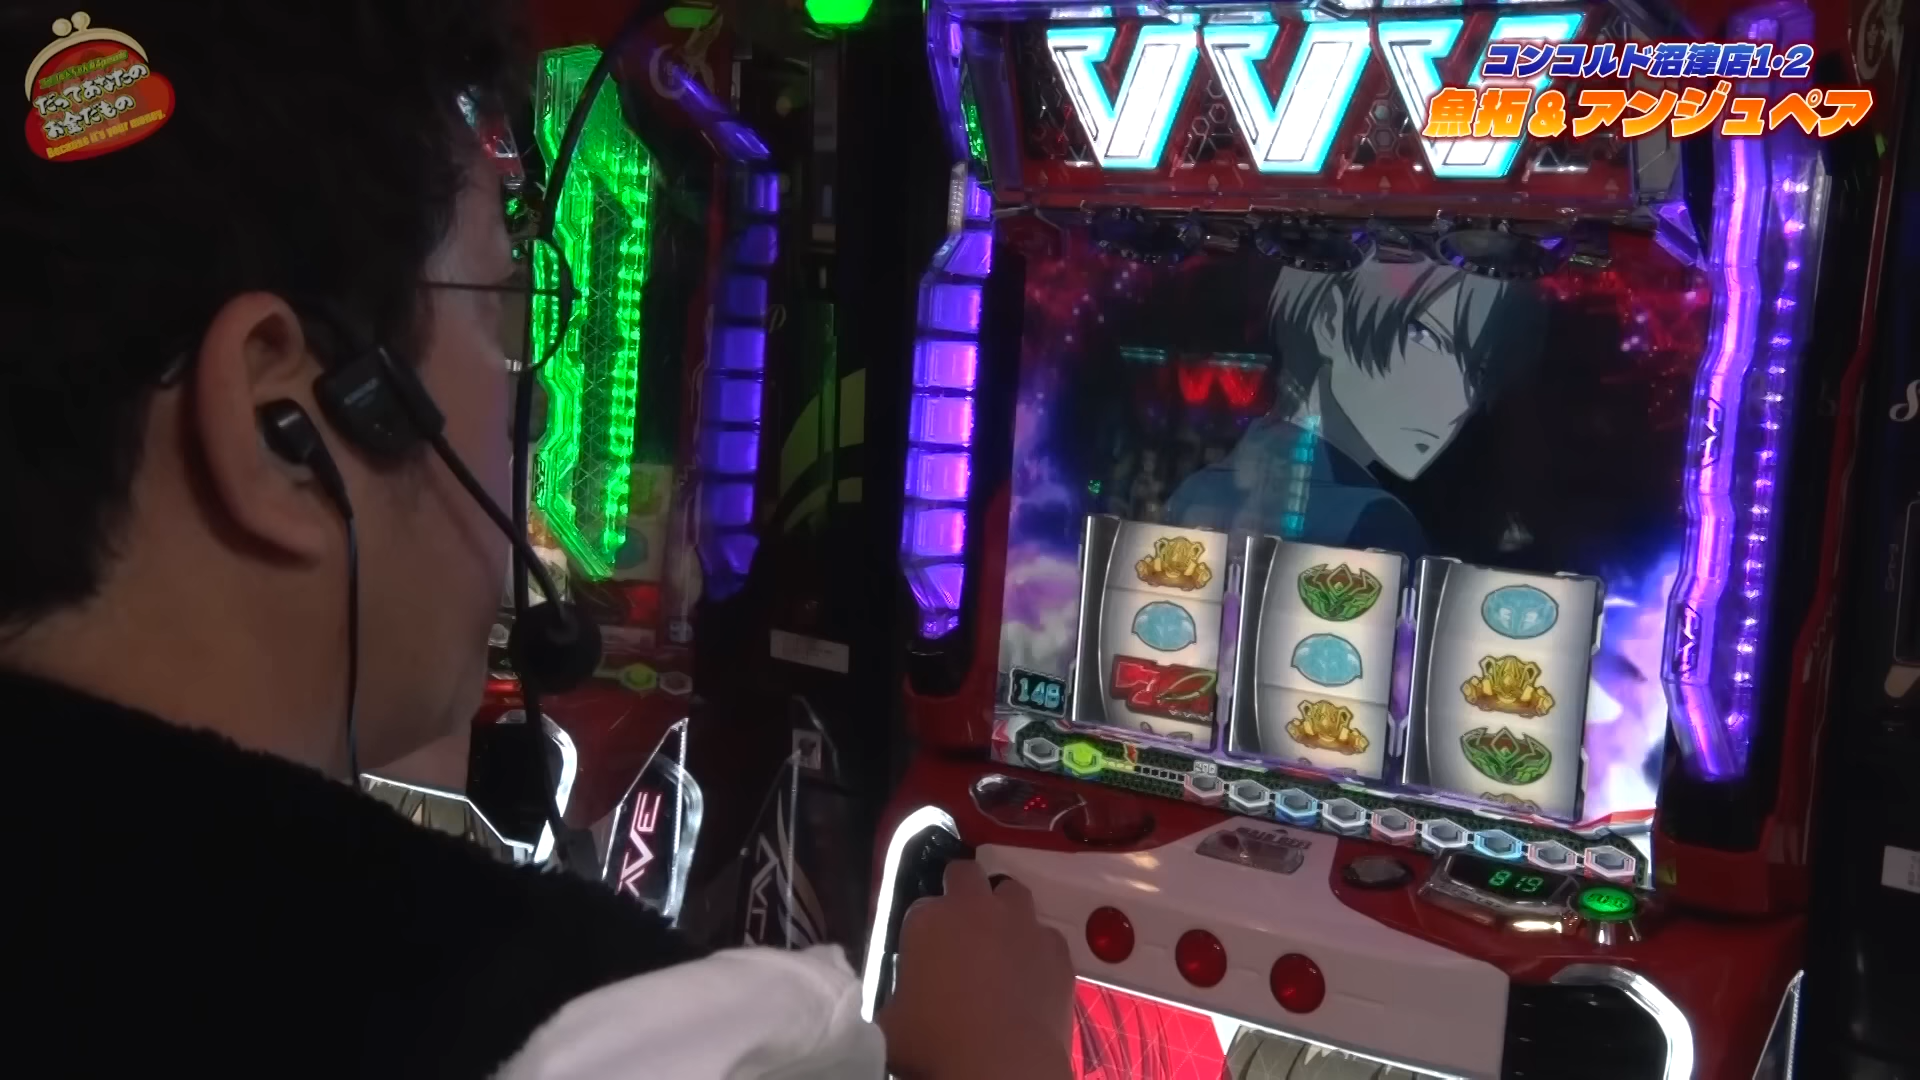 だってあなたの
お金だもの
Because it's your money.
コンコルド沼津店1・2
魚拓&アンジュペア
VVV
148
819